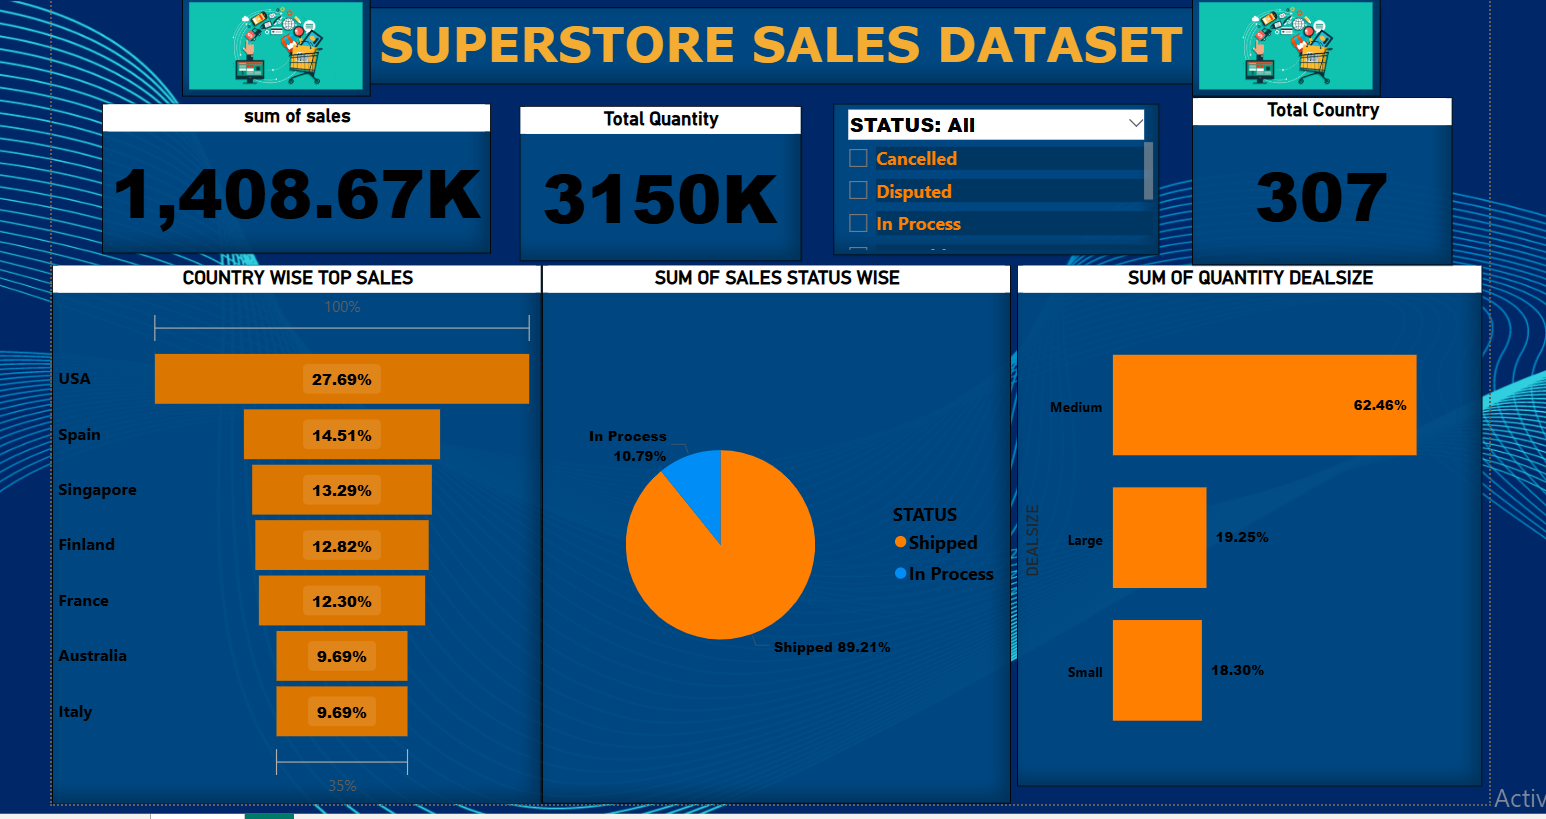 SUPERSTORE SALES DATASET
sum of sales
1,408.67K
Total Quantity
3150K
STATUS: All
Cancelled
Disputed
In Process
Total Country
307
COUNTRY WISE TOP SALES
100%
USA 27.69%
Spain 14.51%
Singapore 13.29%
Finland 12.82%
France 12.30%
Australia 9.69%
Italy 9.69%
35%
SUM OF SALES STATUS WISE
In Process
10.79%
Shipped 89.21%
STATUS
Shipped
In Process
SUM OF QUANTITY DEALSIZE
DEALSIZE
Medium 62.46%
Large 19.25%
Small 18.30%
Activ